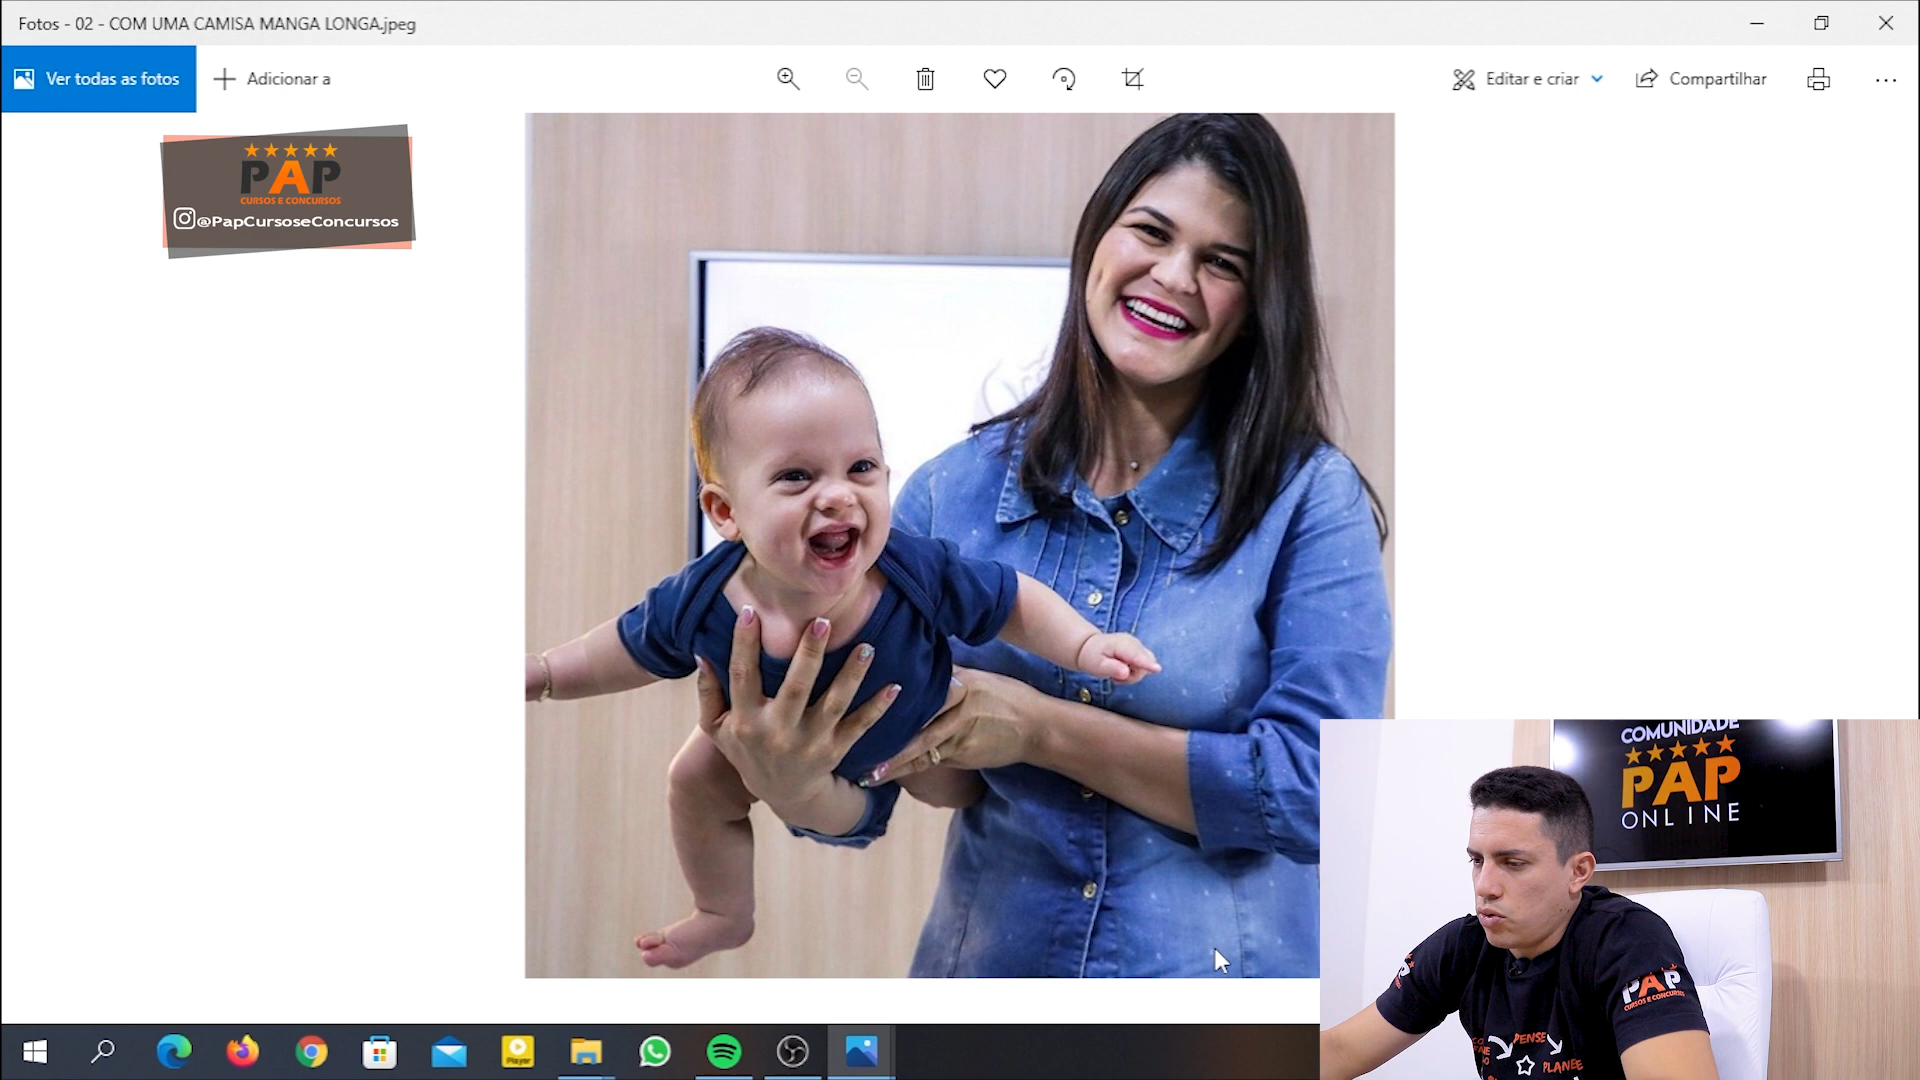 Fotos - 02 - COM UMA CAMISA MANGA LONGA.jpeg
Ver todas as fotos
Adicionar a
Editar e criar
Compartilhar
PAP
CURSOS E CONCURSOS
@PapCursoseConcursos
COMUNIDADE
PAP
ONLINE
PAP
CURSOS E CONCURSOS
PENSE
PLANEE
Player